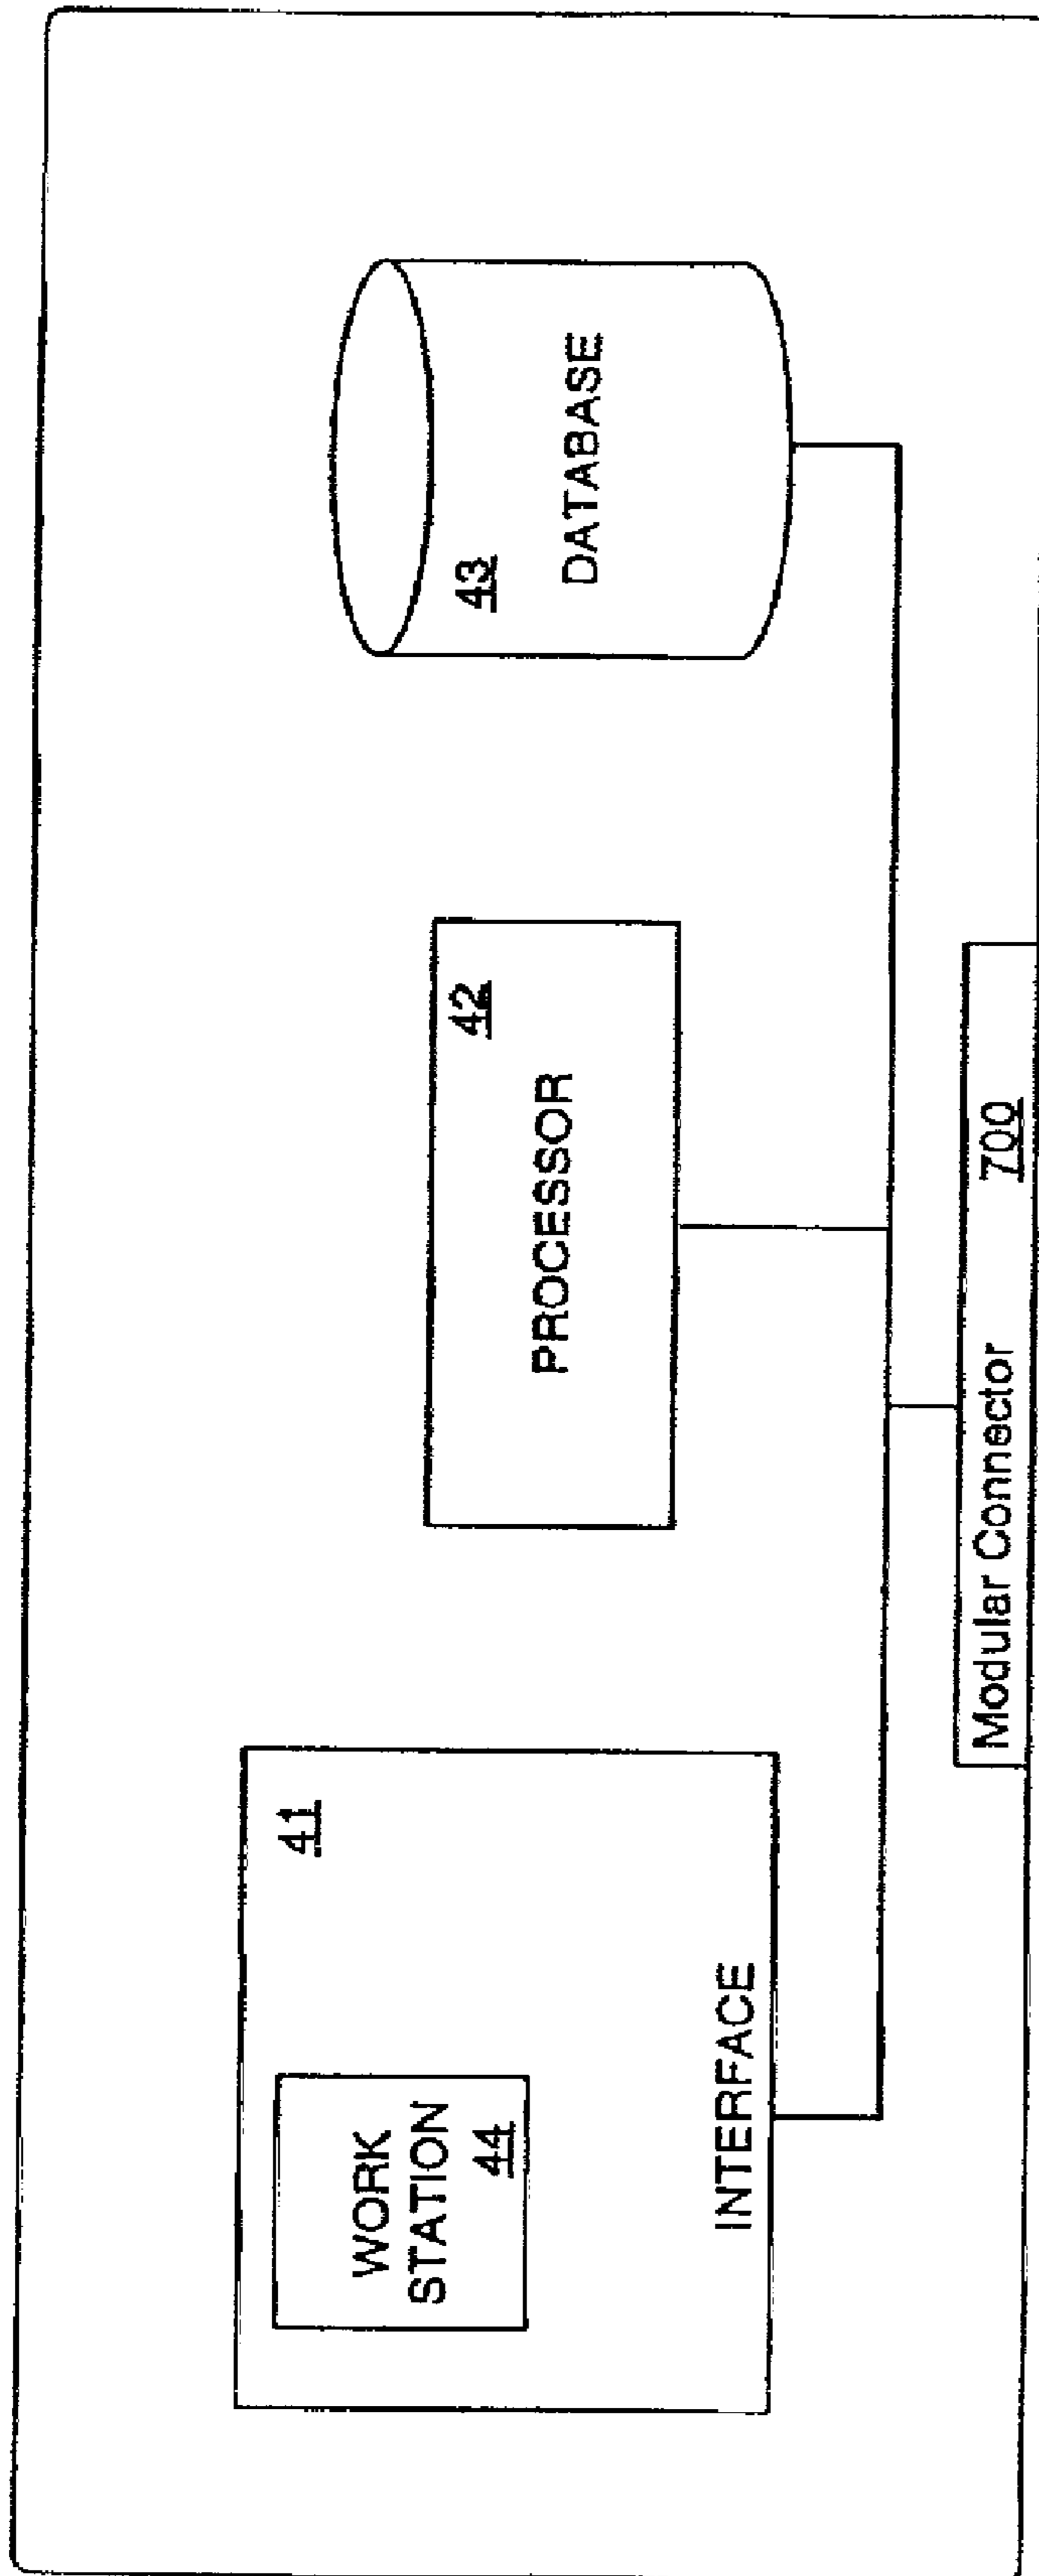 WORK
STATION
44
41
INTERFACE
42
PROCESSOR
43
DATABASE
Modular Connector 700